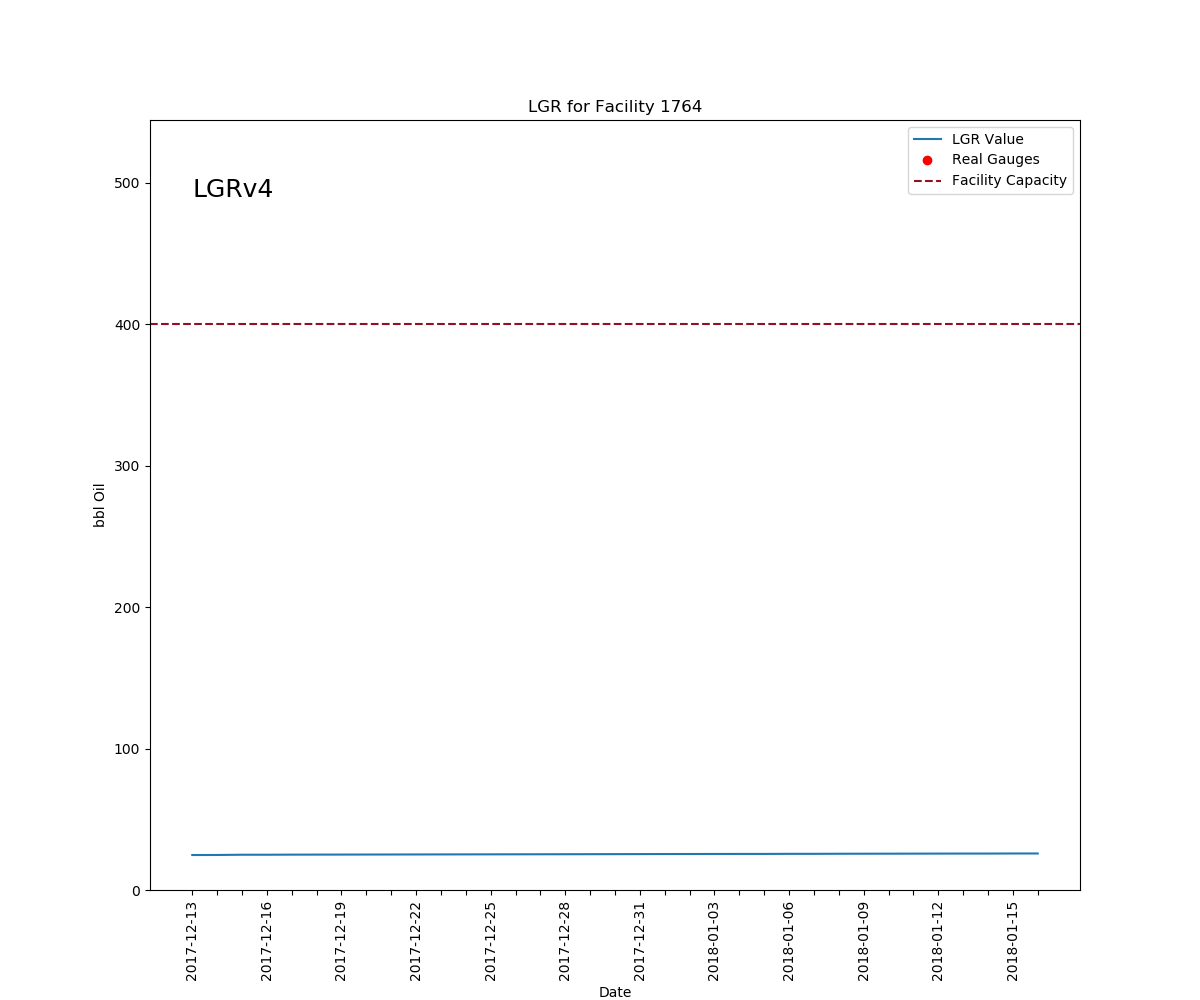 LGR for Facility 1764
LGRv4
LGR Value
Real Gauges
Facility Capacity
500
400
300
200
100
0
bbl Oil
2017-12-13
2017-12-16
2017-12-19
2017-12-22
2017-12-25
2017-12-28
2017-12-31
2018-01-03
2018-01-06
2018-01-09
2018-01-12
2018-01-15
Date